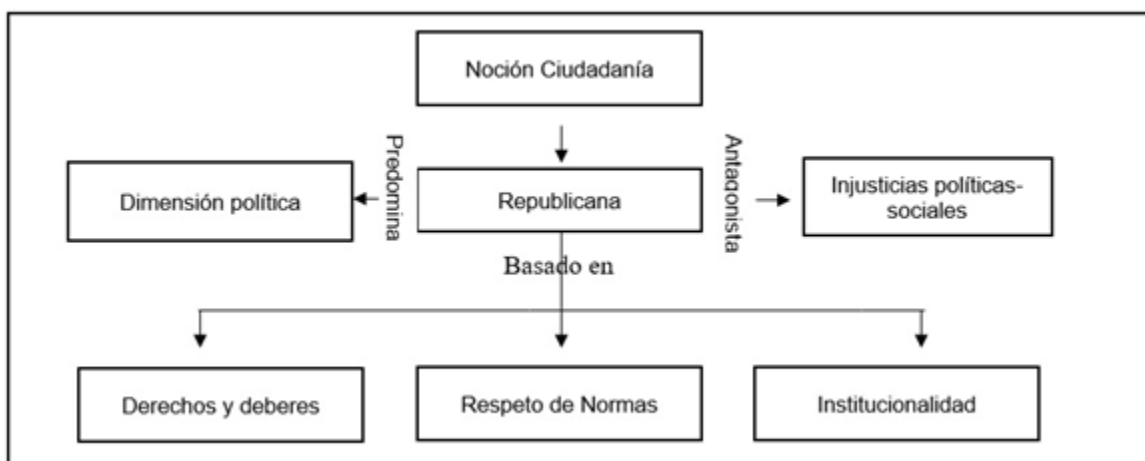 Noción Ciudadanía
Predomina
Antagonista
Dimensión política
Republicana
Injusticias políticas-
sociales
Basado en
Derechos y deberes
Respeto de Normas
Institucionalidad